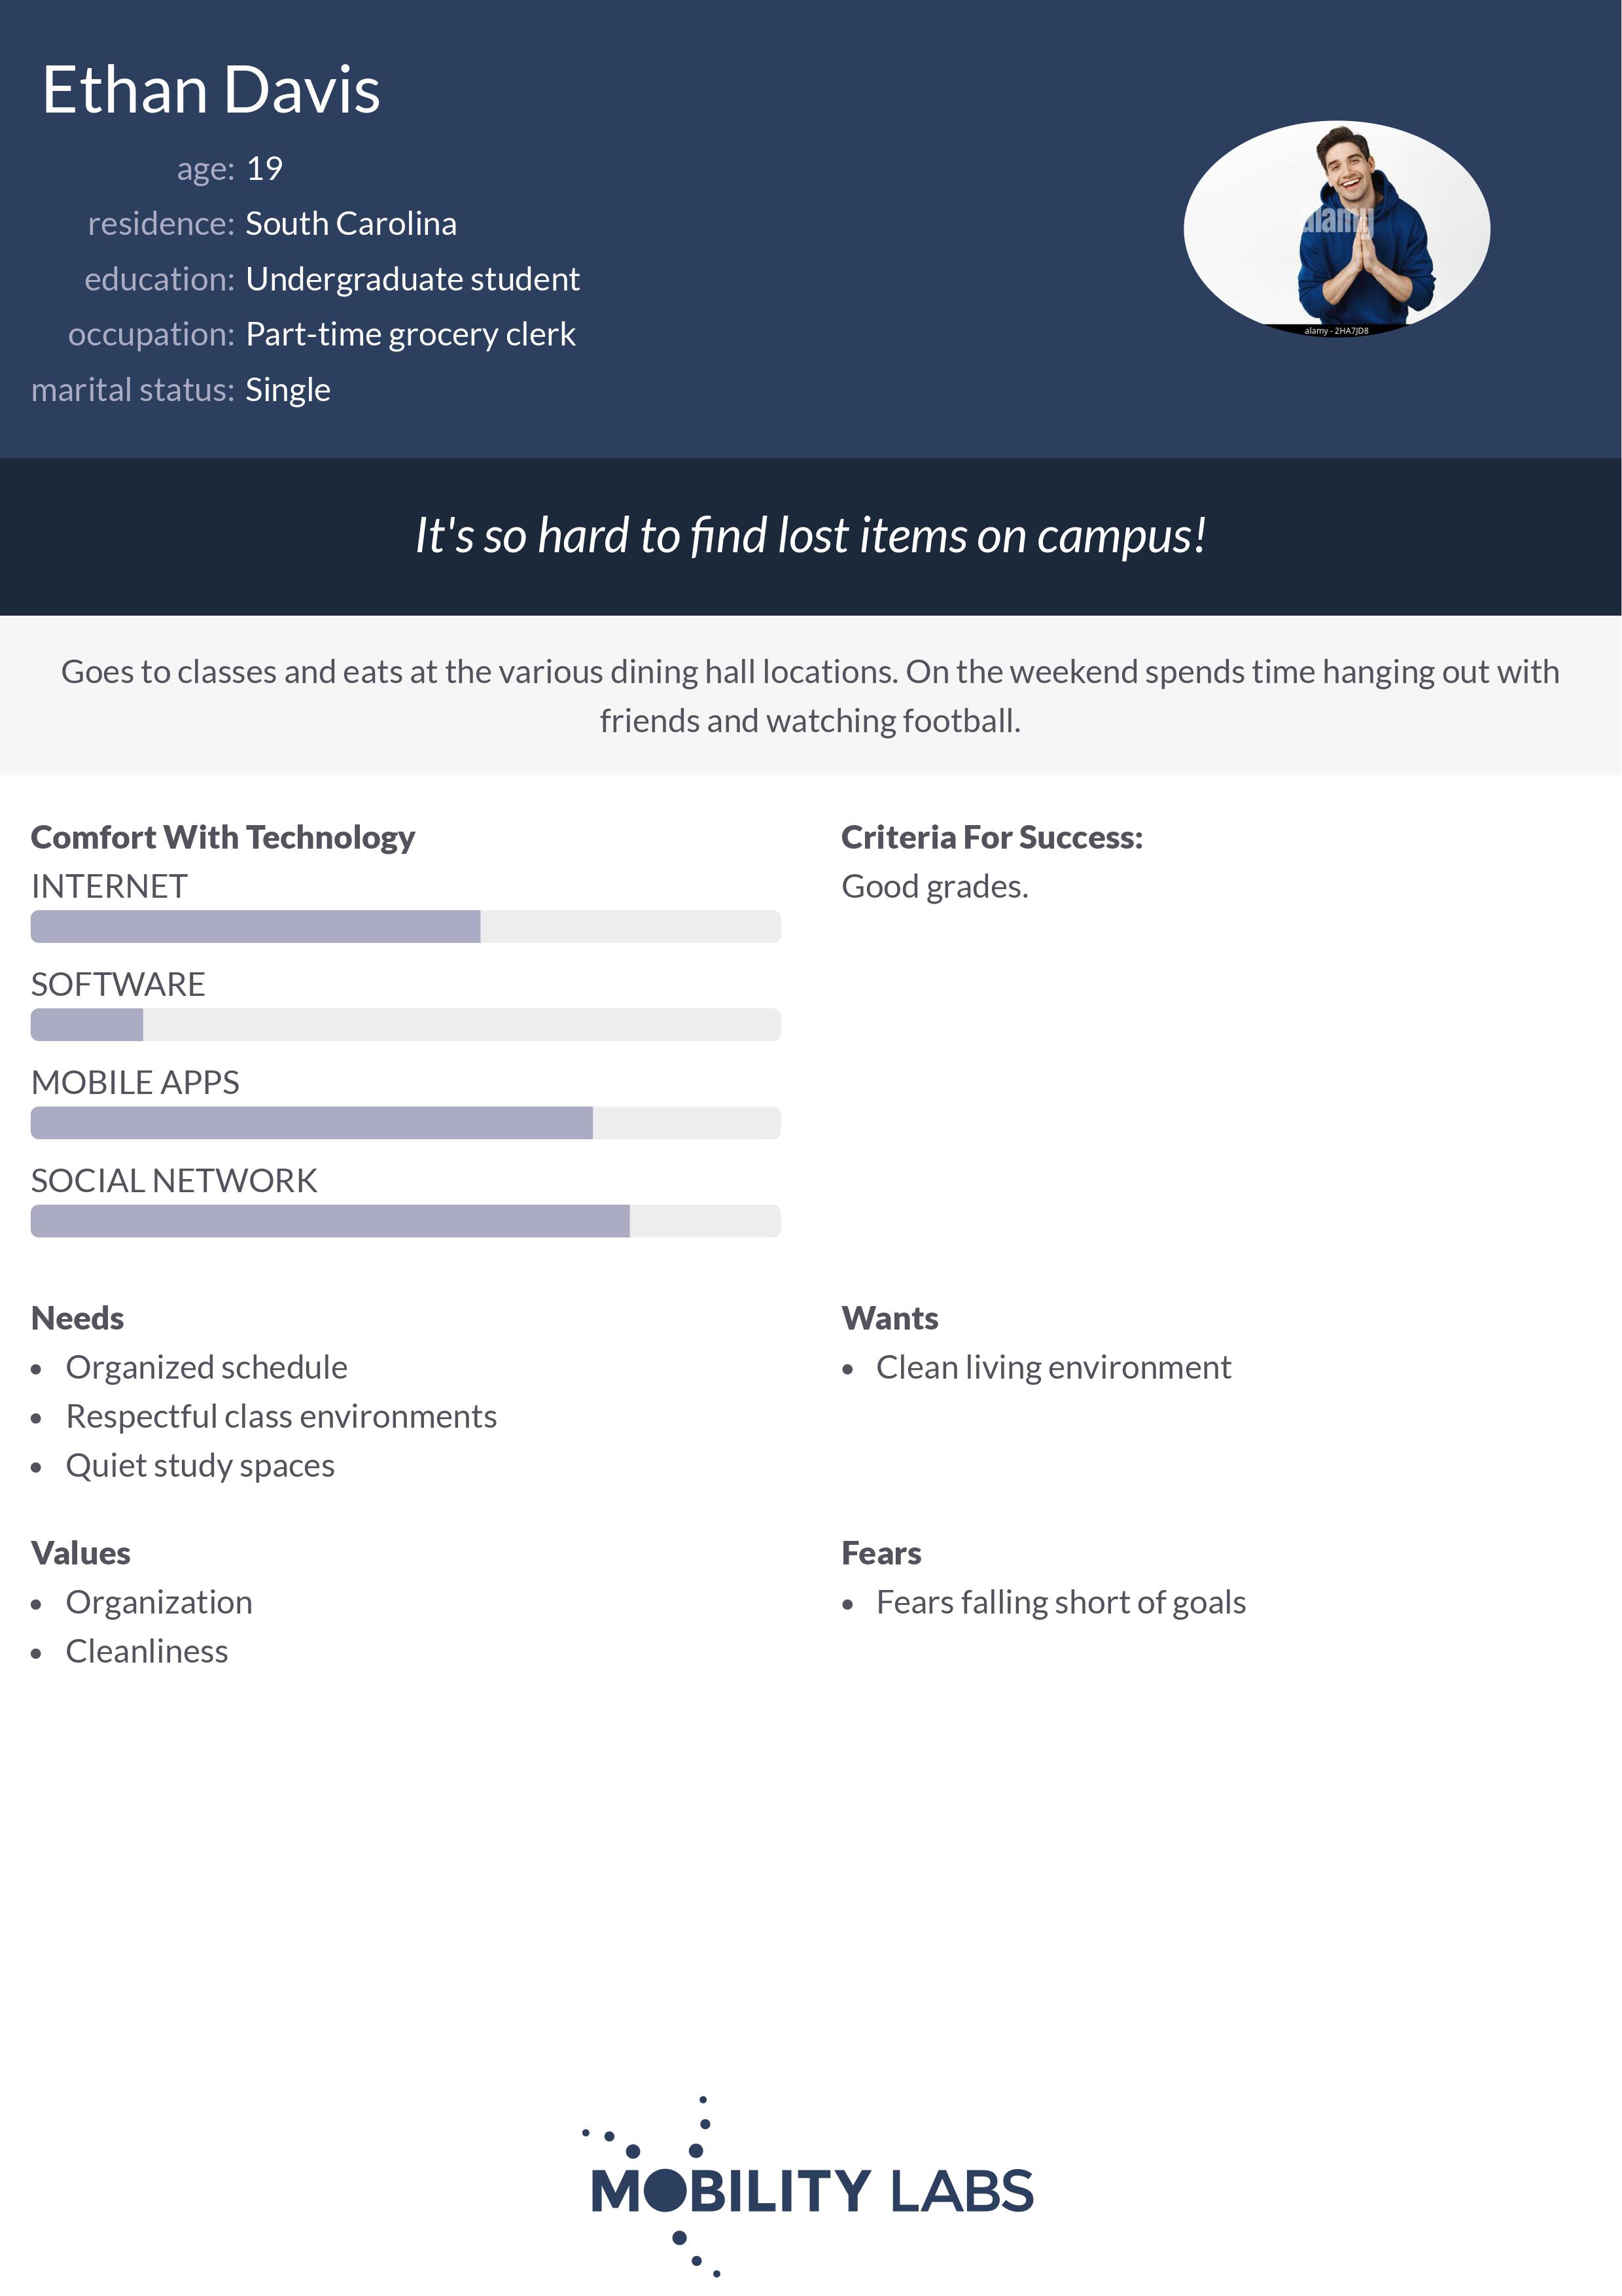 Ethan Davis
age: 19
residence: South Carolina
education: Undergraduate student
occupation: Part-time grocery clerk
marital status: Single
alamy
alamy - 2HA7JD8
It's so hard to find lost items on campus!
Goes to classes and eats at the various dining hall locations. On the weekend spends time hanging out with
friends and watching football.
Comfort With Technology
INTERNET
SOFTWARE
MOBILE APPS
SOCIAL NETWORK
Criteria For Success:
Good grades.
Needs
• Organized schedule
• Respectful class environments
• Quiet study spaces
Wants
• Clean living environment
Values
• Organization
• Cleanliness
Fears
• Fears falling short of goals
MOBILITY LABS